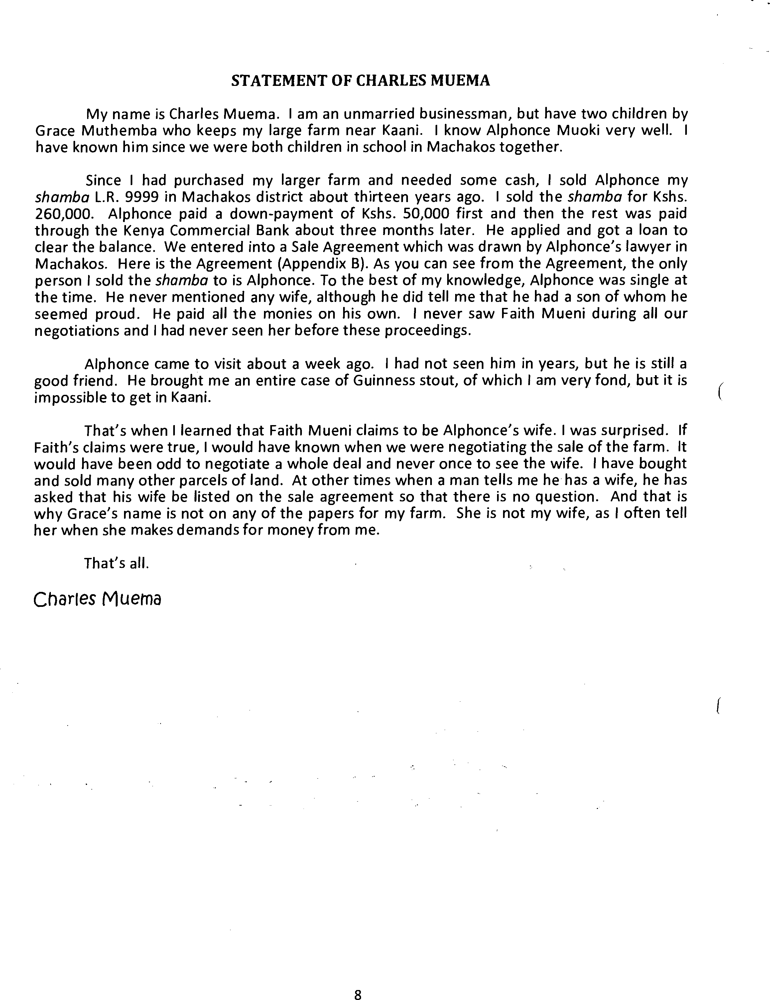 STATEMENT OF CHARLES MUEMA
My name is Charles Muema. I am an unmarried businessman, but have two children by
Grace Muthemba who keeps my large farm near Kaani. I know Alphonce Muoki very well. I
have known him since we were both children in school in Machakos together.
Since I had purchased my larger farm and needed some cash, I sold Alphonce my
shamba L.R. 9999 in Machakos district about thirteen years ago. I sold the shamba for Kshs.
260,000. Alphonce paid a down-payment of Kshs. 50,000 first and then the rest was paid
through the Kenya Commercial Bank about three months later. He applied and got a loan to
clear the balance. We entered into a Sale Agreement which was drawn by Alphonce's lawyer in
Machakos. Here is the Agreement (Appendix B). As you can see from the Agreement, the only
person I sold the shamba to is Alphonce. To the best of my knowledge, Alphonce was single at
the time. He never mentioned any wife, although he did tell me that he had a son of whom he
seemed proud. He paid all the monies on his own. I never saw Faith Mueni during all our
negotiations and I had never seen her before these proceedings.
Alphonce came to visit about a week ago. I had not seen him in years, but he is still a
good friend. He brought me an entire case of Guinness stout, of which I am very fond, but it is
impossible to get in Kaani.
That's when I learned that Faith Mueni claims to be Alphonce's wife. I was surprised. If
Faith's claims were true, I would have known when we were negotiating the sale of the farm. It
would have been odd to negotiate a whole deal and never once to see the wife. I have bought
and sold many other parcels of land. At other times when a man tells me he has a wife, he has
asked that his wife be listed on the sale agreement so that there is no question. And that is
why Grace's name is not on any of the papers for my farm. She is not my wife, as I often tell
her when she makes demands for money from me.
That's all.
Charles Muema
8